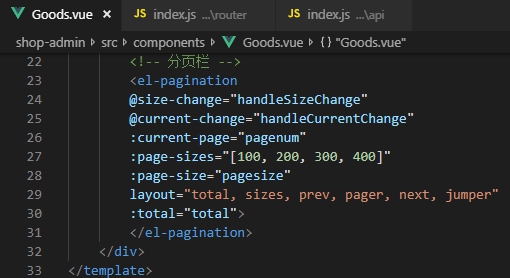 Goods.vue × JS index.js ...\router JS index.js ...\api
shop-admin > src > components > Goods.vue > {} "Goods.vue"
22 <!-- 分页栏 -->
23 <el-pagination
24 @size-change="handleSizeChange"
25 @current-change="handleCurrentChange"
26 :current-page="pagenum"
27 :page-sizes="[100, 200, 300, 400]"
28 :page-size="pagesize"
29 layout="total, sizes, prev, pager, next, jumper"
30 :total="total">
31 </el-pagination>
32 </div>
33 </template>